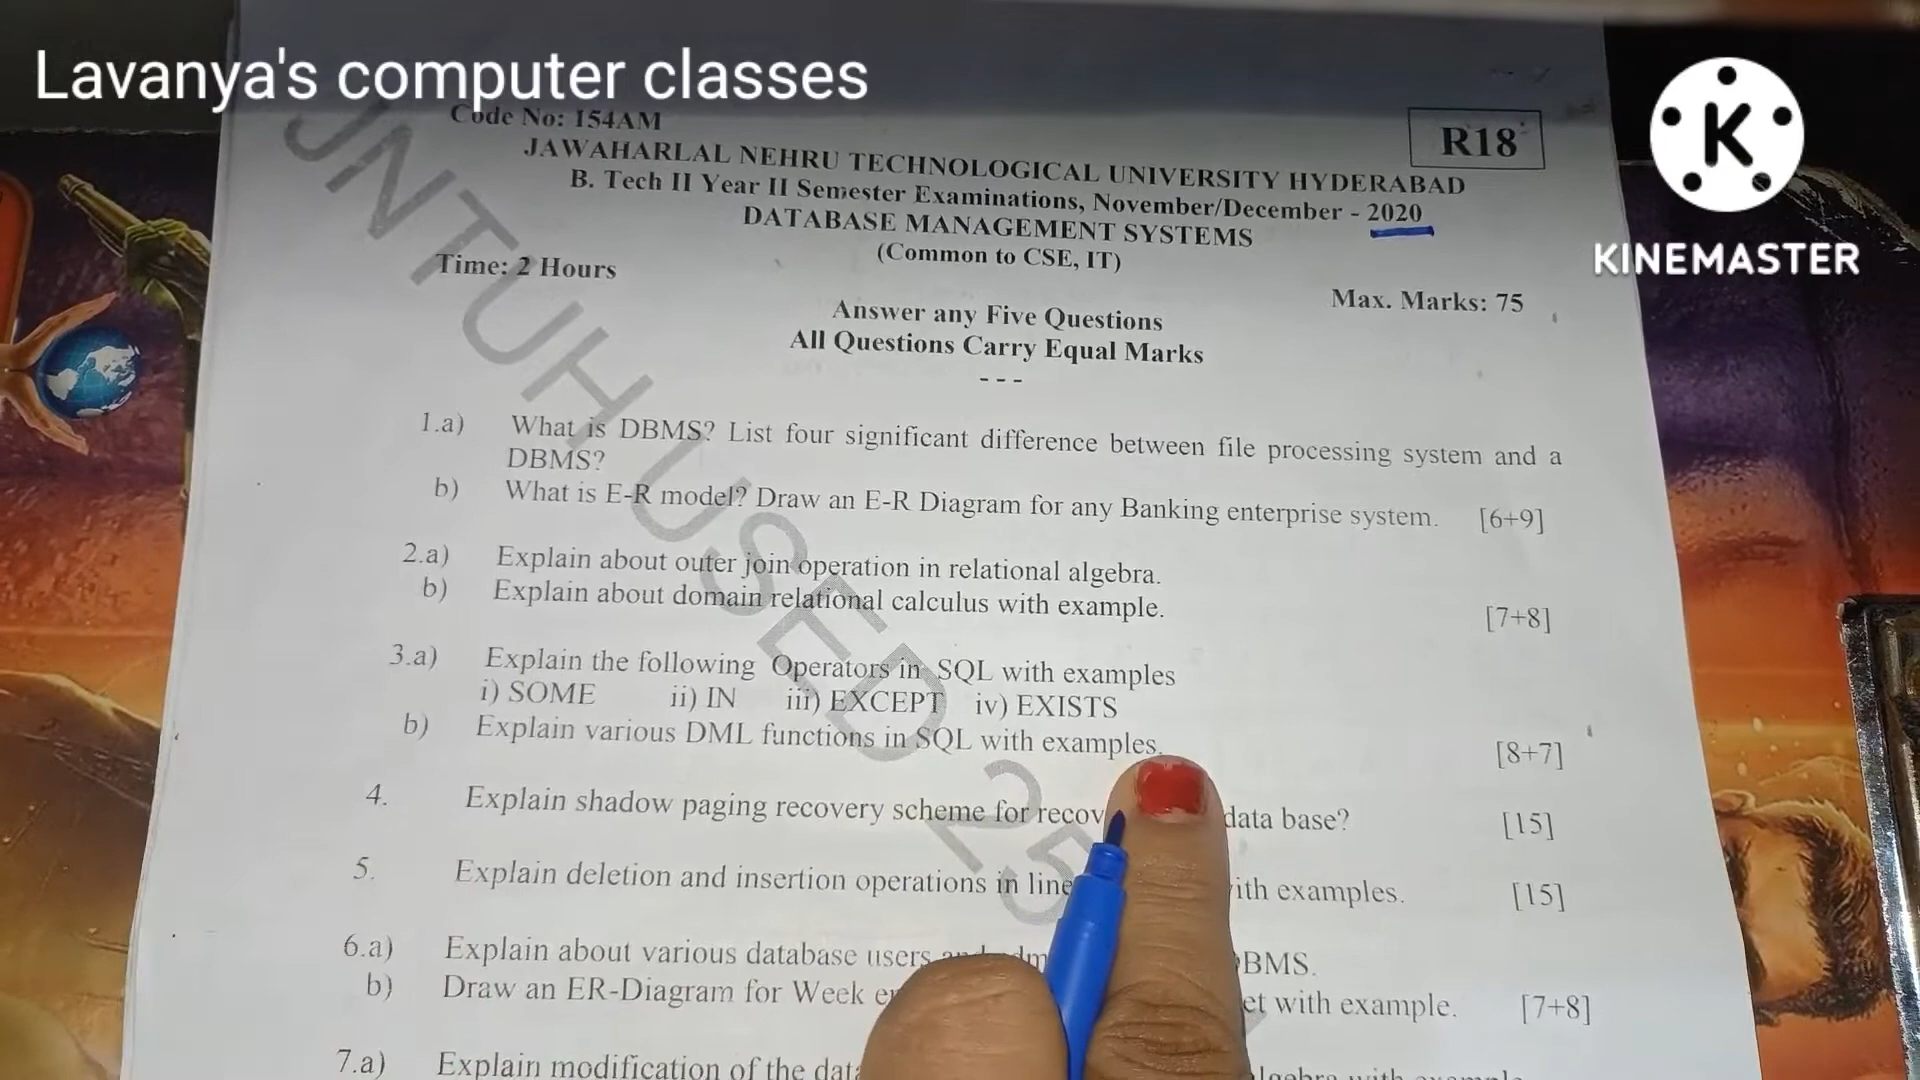 Lavanya's computer classes
Code No: 154AM
R18
JAWAHARLAL NEHRU TECHNOLOGICAL UNIVERSITY HYDERABAD
B. Tech II Year II Semester Examinations, November/December - 2020
DATABASE MANAGEMENT SYSTEMS
(Common to CSE, IT)
Time: 2 Hours
Max. Marks: 75
Answer any Five Questions
All Questions Carry Equal Marks
- - -
1.a) What is DBMS? List four significant difference between file processing system and a
DBMS?
b) What is E-R model? Draw an E-R Diagram for any Banking enterprise system. [6+9]
2.a) Explain about outer join operation in relational algebra.
b) Explain about domain relational calculus with example. [7+8]
3.a) Explain the following Operators in SQL with examples
i) SOME ii) IN iii) EXCEPT iv) EXISTS
b) Explain various DML functions in SQL with examples. [8+7]
4. Explain shadow paging recovery scheme for data base? [15]
5. Explain deletion and insertion operations in with examples. [15]
6.a) Explain about various database users
b) Draw an ER-Diagram for Week with example. [7+8]
7.a) Explain modification of the
JNTUH USED 25
K
KINEMASTER